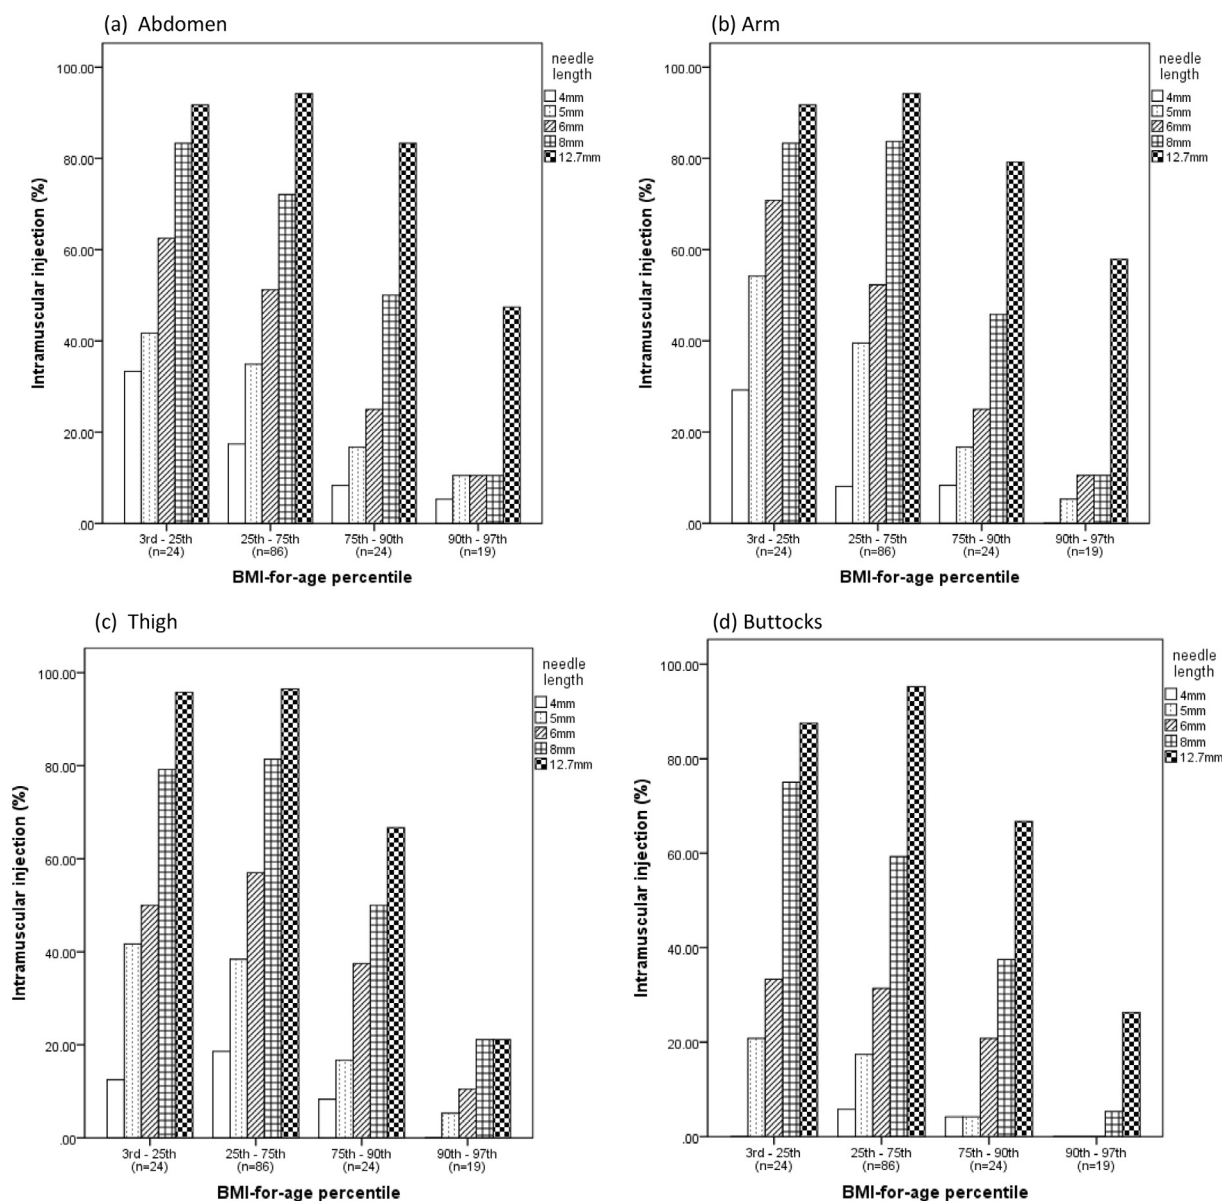 (a) Abdomen
needle
length
4mm
5mm
6mm
8mm
12.7mm
100.00
80.00
60.00
40.00
20.00
.00
Intramuscular injection (%)
3rd - 25th
(n=24)
25th - 75th
(n=86)
75th - 90th
(n=24)
90th - 97th
(n=19)
BMI-for-age percentile
(b) Arm
needle
length
4mm
5mm
6mm
8mm
12.7mm
100.00
80.00
60.00
40.00
20.00
.00
Intramuscular injection (%)
3rd - 25th
(n=24)
25th - 75th
(n=86)
75th - 90th
(n=24)
90th - 97th
(n=19)
BMI-for-age percentile
(c) Thigh
needle
length
4mm
5mm
6mm
8mm
12.7mm
100.00
80.00
60.00
40.00
20.00
.00
Intramuscular injection (%)
3rd - 25th
(n=24)
25th - 75th
(n=86)
75th - 90th
(n=24)
90th - 97th
(n=19)
BMI-for-age percentile
(d) Buttocks
needle
length
4mm
5mm
6mm
8mm
12.7mm
100.00
80.00
60.00
40.00
20.00
.00
Intramuscular injection (%)
3rd - 25th
(n=24)
25th - 75th
(n=86)
75th - 90th
(n=24)
90th - 97th
(n=19)
BMI-for-age percentile